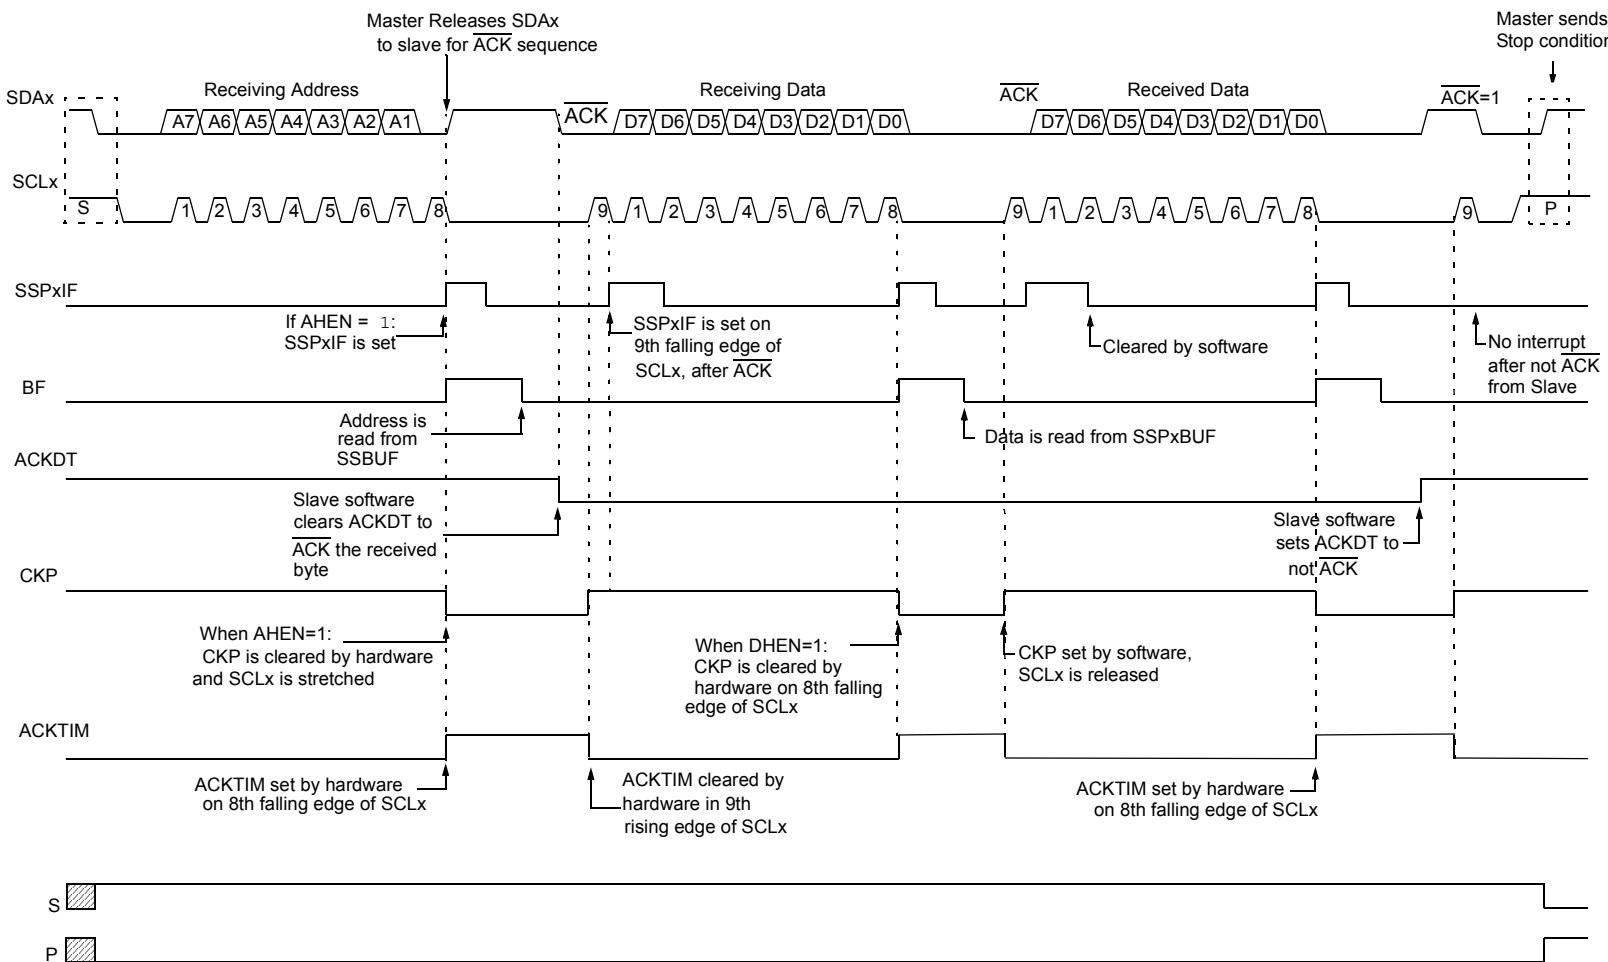 Master Releases SDAx
to slave for ACK sequence
Master sends
Stop condition
SDAx
Receiving Address
ACK
Receiving Data
ACK
Received Data
ACK=1
A7 A6 A5 A4 A3 A2 A1
D7 D6 D5 D4 D3 D2 D1 D0
D7 D6 D5 D4 D3 D2 D1 D0
SCLx
S
1 2 3 4 5 6 7 8
9 1 2 3 4 5 6 7 8
9 1 2 3 4 5 6 7 8
9
P
SSPxIF
If AHEN = 1:
SSPxIF is set
SSPxIF is set on
9th falling edge of
SCLx, after ACK
Cleared by software
No interrupt
after not ACK
from Slave
BF
Address is
read from
SSBUF
Data is read from SSPxBUF
ACKDT
Slave software
clears ACKDT to
ACK the received
byte
Slave software
sets ACKDT to
not ACK
CKP
When AHEN=1:
CKP is cleared by hardware
and SCLx is stretched
When DHEN=1:
CKP is cleared by
hardware on 8th falling
edge of SCLx
CKP set by software,
SCLx is released
ACKTIM
ACKTIM set by hardware
on 8th falling edge of SCLx
ACKTIM cleared by
hardware in 9th
rising edge of SCLx
ACKTIM set by hardware
on 8th falling edge of SCLx
S
P